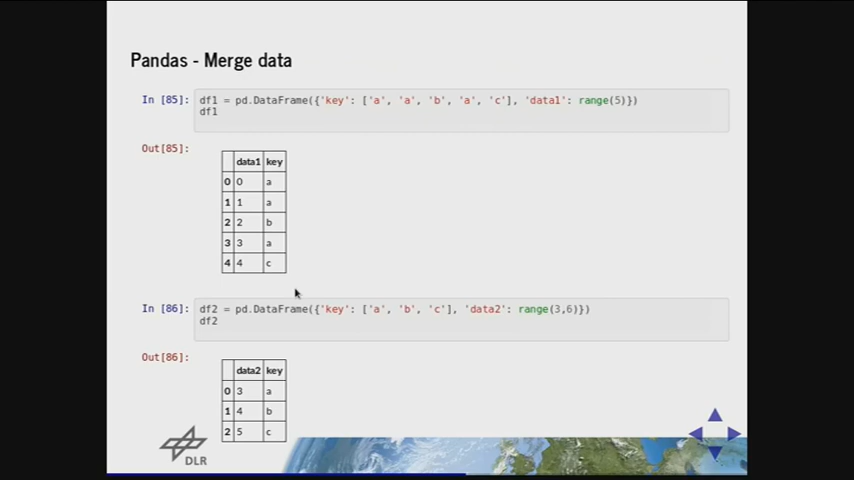 Pandas - Merge data
In [85]: df1 = pd.DataFrame({'key': ['a', 'a', 'b', 'a', 'c'], 'data1': range(5)})
df1
Out[85]:
data1 key
0 0 a
1 1 a
2 2 b
3 3 a
4 4 c
In [86]: df2 = pd.DataFrame({'key': ['a', 'b', 'c'], 'data2': range(3,6)})
df2
Out[86]:
data2 key
0 3 a
1 4 b
2 5 c
DLR